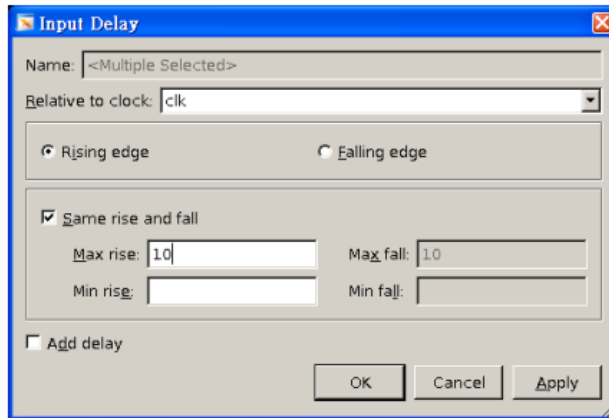 Input Delay
Name: <Multiple Selected>
Relative to clock: clk
Rising edge Falling edge
Same rise and fall
Max rise: 10 Max fall: 10
Min rise: Min fall:
Add delay
OK Cancel Apply